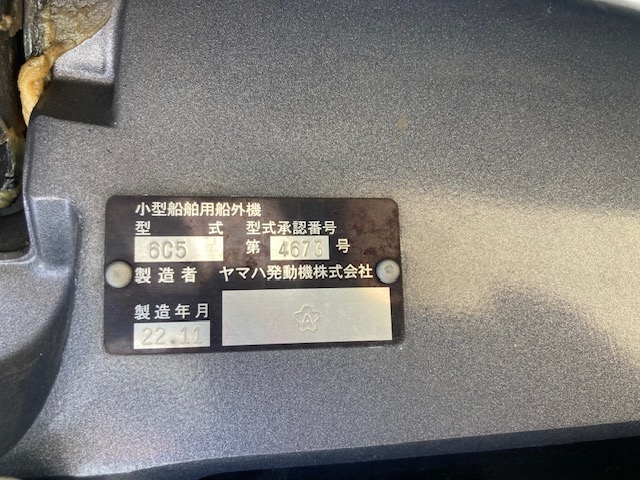 小型船舶用船外機
型 式 型式承認番号
6C5 第 4673 号
製造者 ヤマハ発動機株式会社
製造年月
22.11